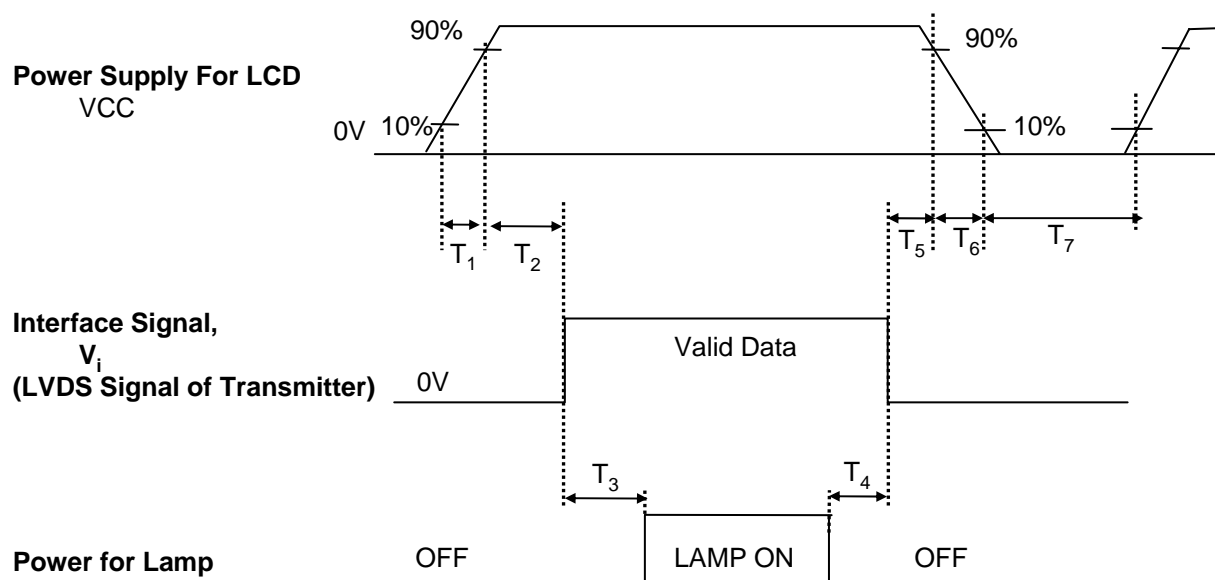 90%
90%
Power Supply For LCD
VCC
0V
10%
10%
T1
T2
T5
T6
T7
Interface Signal,
Vi
(LVDS Signal of Transmitter)
Valid Data
0V
T3
T4
Power for Lamp
OFF
LAMP ON
OFF